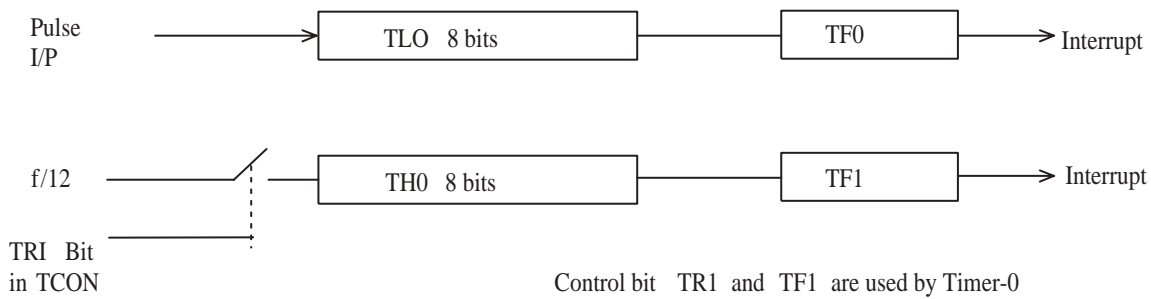 Pulse
I/P
TLO 8 bits
TF0
Interrupt
f/12
TH0 8 bits
TF1
Interrupt
TRI Bit
in TCON
Control bit TR1 and TF1 are used by Timer-0